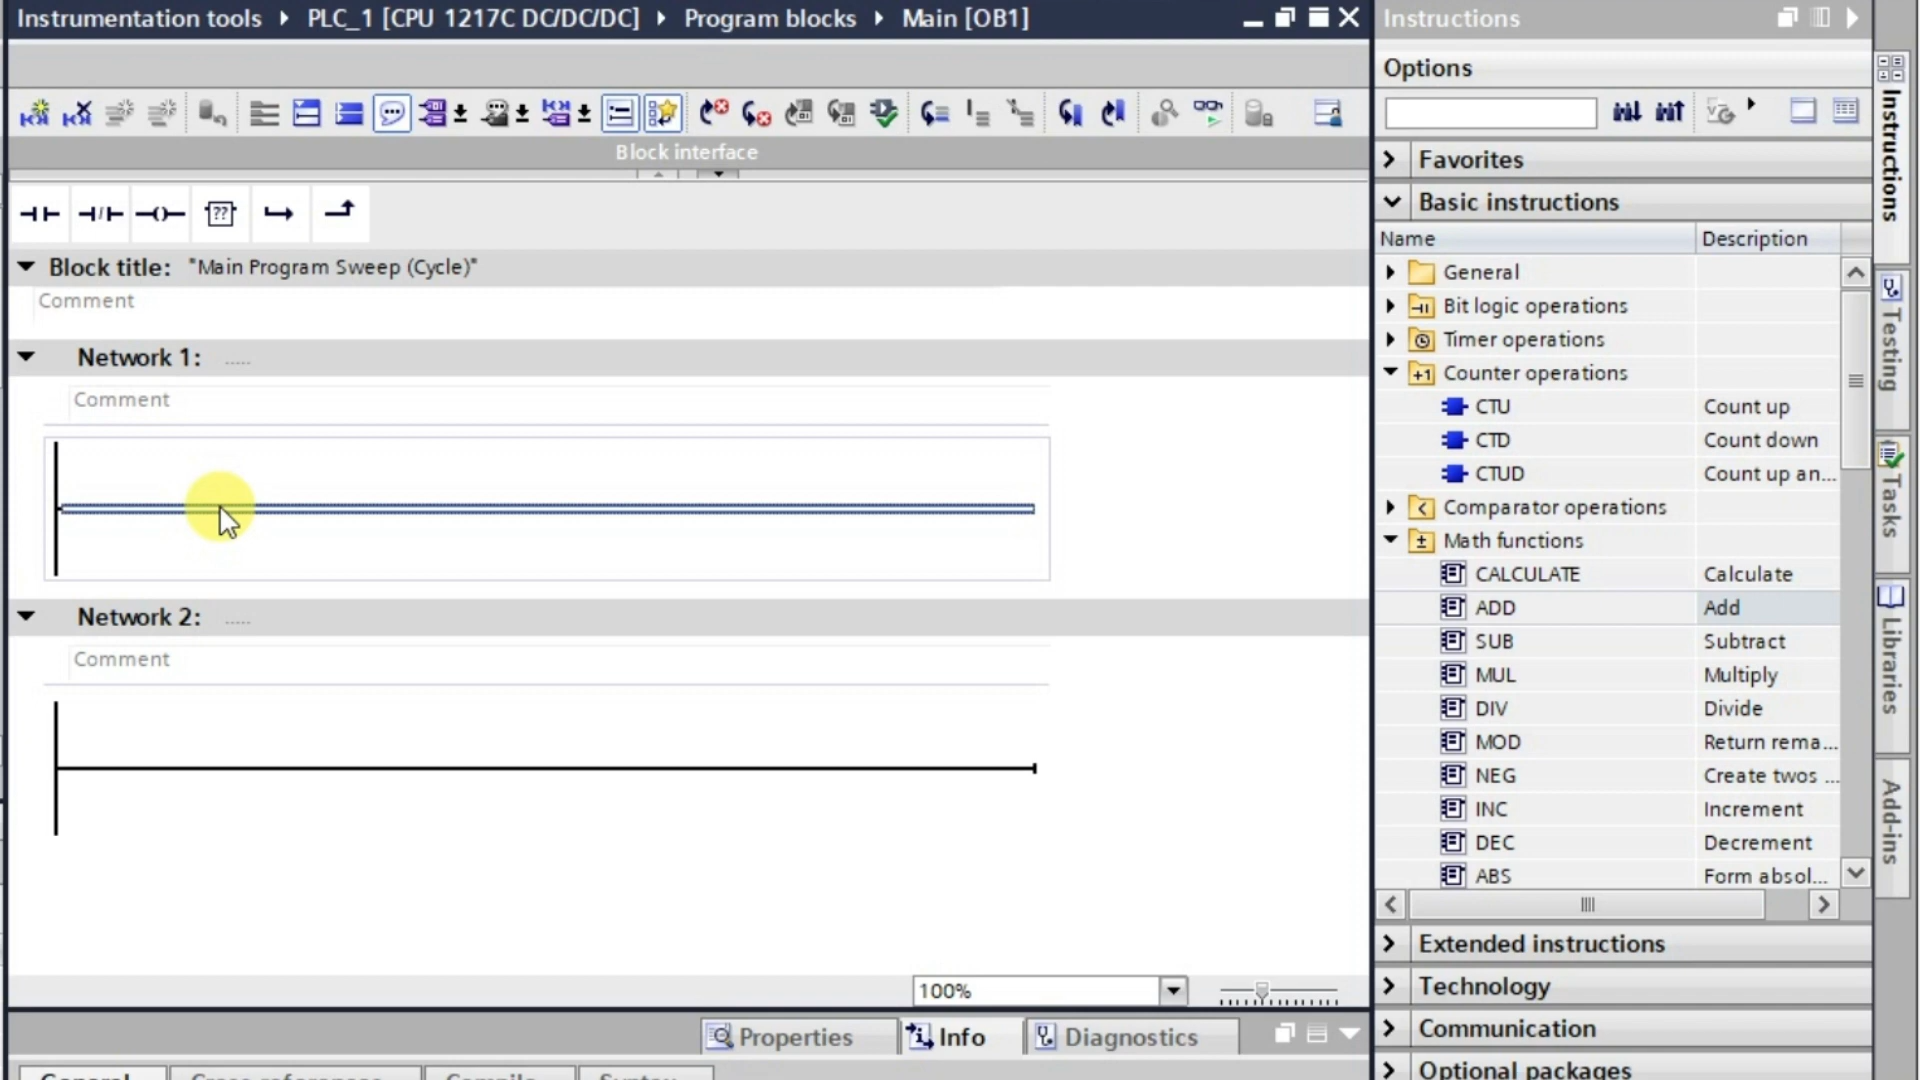 Instrumentation tools ▸ PLC_1 [CPU 1217C DC/DC/DC] ▸ Program blocks ▸ Main [OB1]
Block interface
??
Block title: "Main Program Sweep (Cycle)"
Comment
Network 1: .....
Comment
Network 2: .....
Comment
100%
Properties
Info
Diagnostics
General
Cross-references
Compile
Syntax
Instructions
Options
Favorites
Basic instructions
Name Description
General
Bit logic operations
Timer operations
Counter operations
CTU Count up
CTD Count down
CTUD Count up an...
Comparator operations
Math functions
CALCULATE Calculate
ADD Add
SUB Subtract
MUL Multiply
DIV Divide
MOD Return rema...
NEG Create twos ...
INC Increment
DEC Decrement
ABS Form absol...
Extended instructions
Technology
Communication
Optional packages
Instructions
Testing
Tasks
Libraries
Add-ins